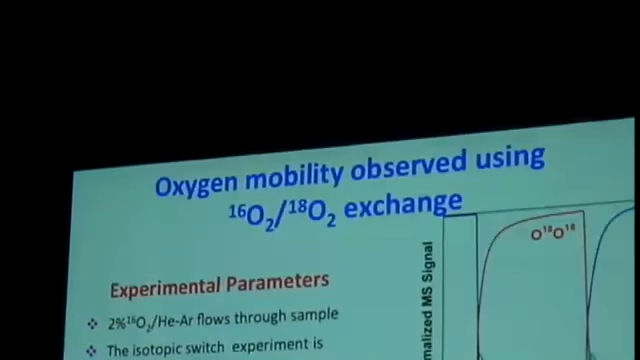 Oxygen mobility observed using
¹⁶O₂/¹⁸O₂ exchange
Experimental Parameters
❖ 2%¹⁶O₂/He-Ar flows through sample
❖ The isotopic switch experiment is
malized MS Signal
O¹⁸O¹⁸